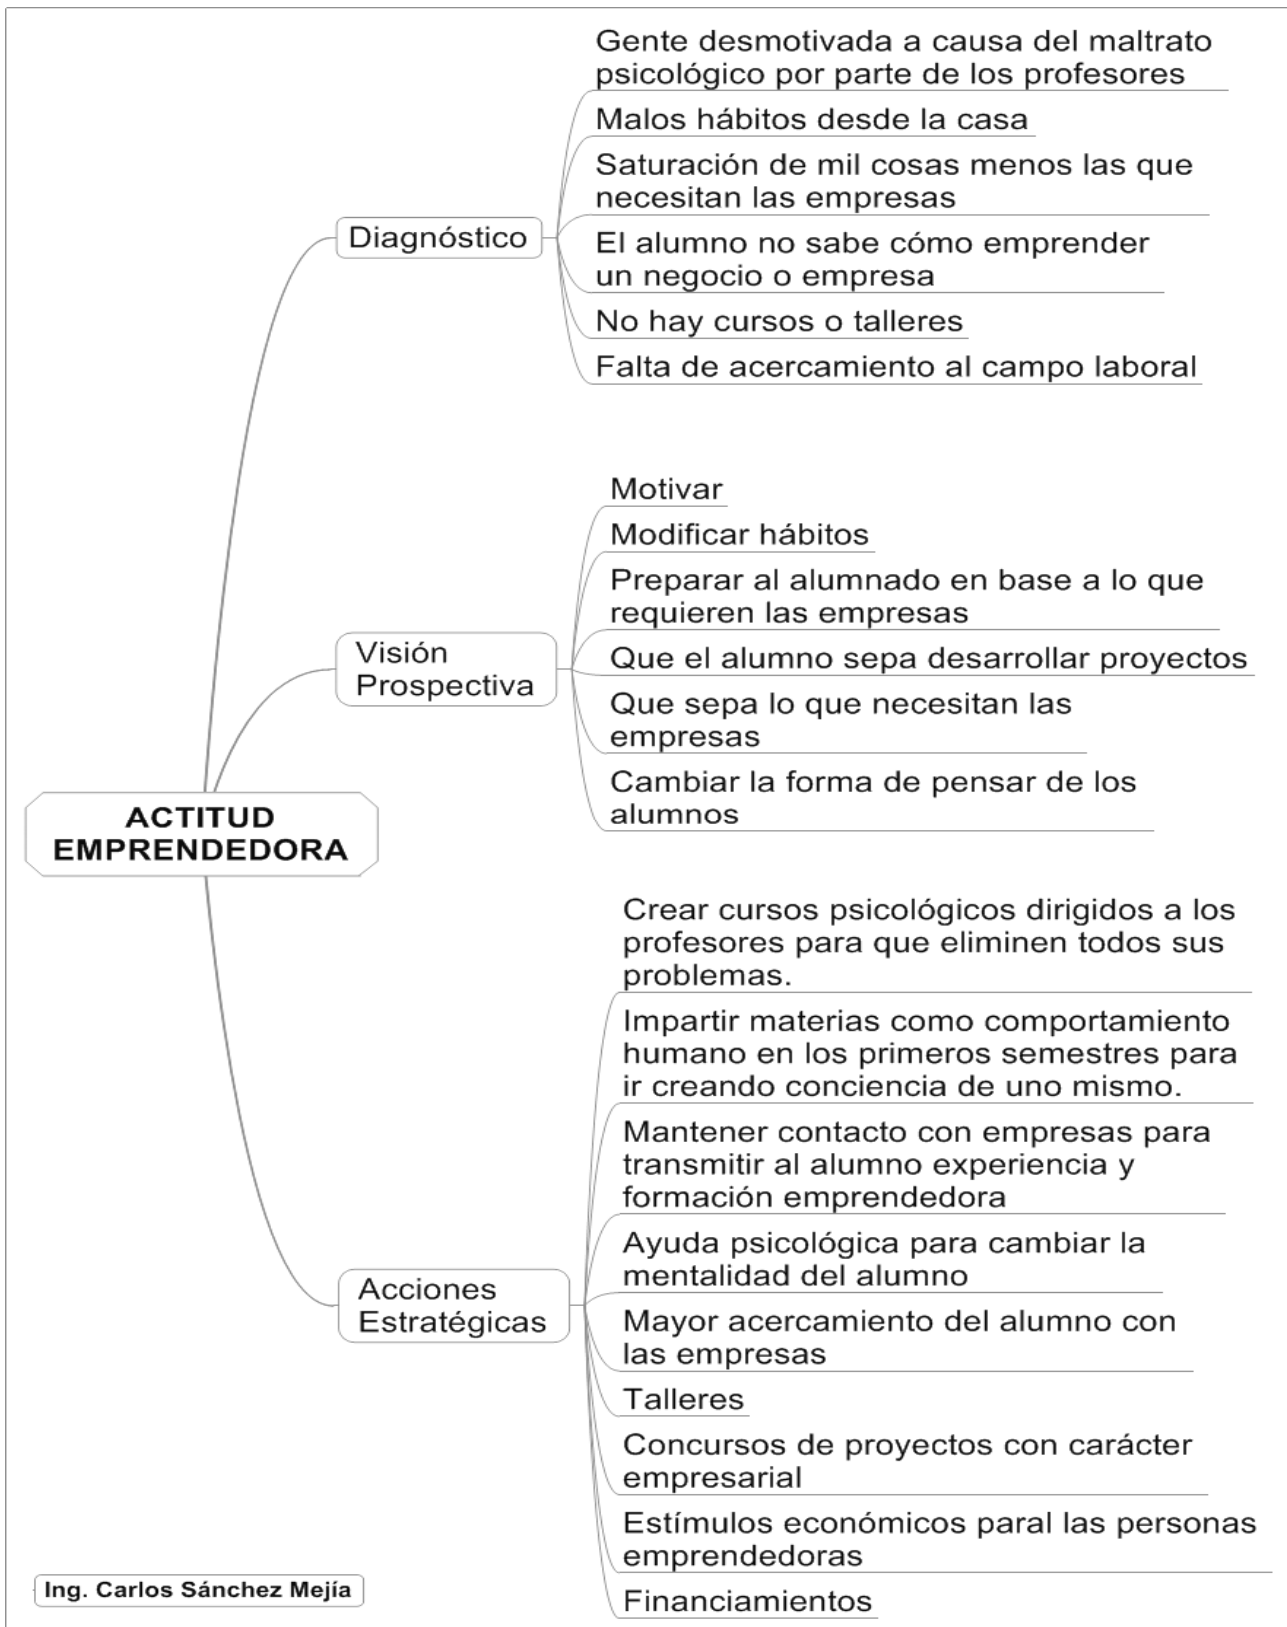 Gente desmotivada a causa del maltrato
psicológico por parte de los profesores
Malos hábitos desde la casa
Saturación de mil cosas menos las que
necesitan las empresas
Diagnóstico
El alumno no sabe cómo emprender
un negocio o empresa
No hay cursos o talleres
Falta de acercamiento al campo laboral
Motivar
Modificar hábitos
Preparar al alumnado en base a lo que
requieren las empresas
Visión
Prospectiva
Que el alumno sepa desarrollar proyectos
Que sepa lo que necesitan las
empresas
Cambiar la forma de pensar de los
alumnos
ACTITUD
EMPRENDEDORA
Crear cursos psicológicos dirigidos a los
profesores para que eliminen todos sus
problemas.
Impartir materias como comportamiento
humano en los primeros semestres para
ir creando conciencia de uno mismo.
Mantener contacto con empresas para
transmitir al alumno experiencia y
formación emprendedora
Ayuda psicológica para cambiar la
mentalidad del alumno
Acciones
Estratégicas
Mayor acercamiento del alumno con
las empresas
Talleres
Concursos de proyectos con carácter
empresarial
Estímulos económicos paral las personas
emprendedoras
Financiamientos
Ing. Carlos Sánchez Mejía